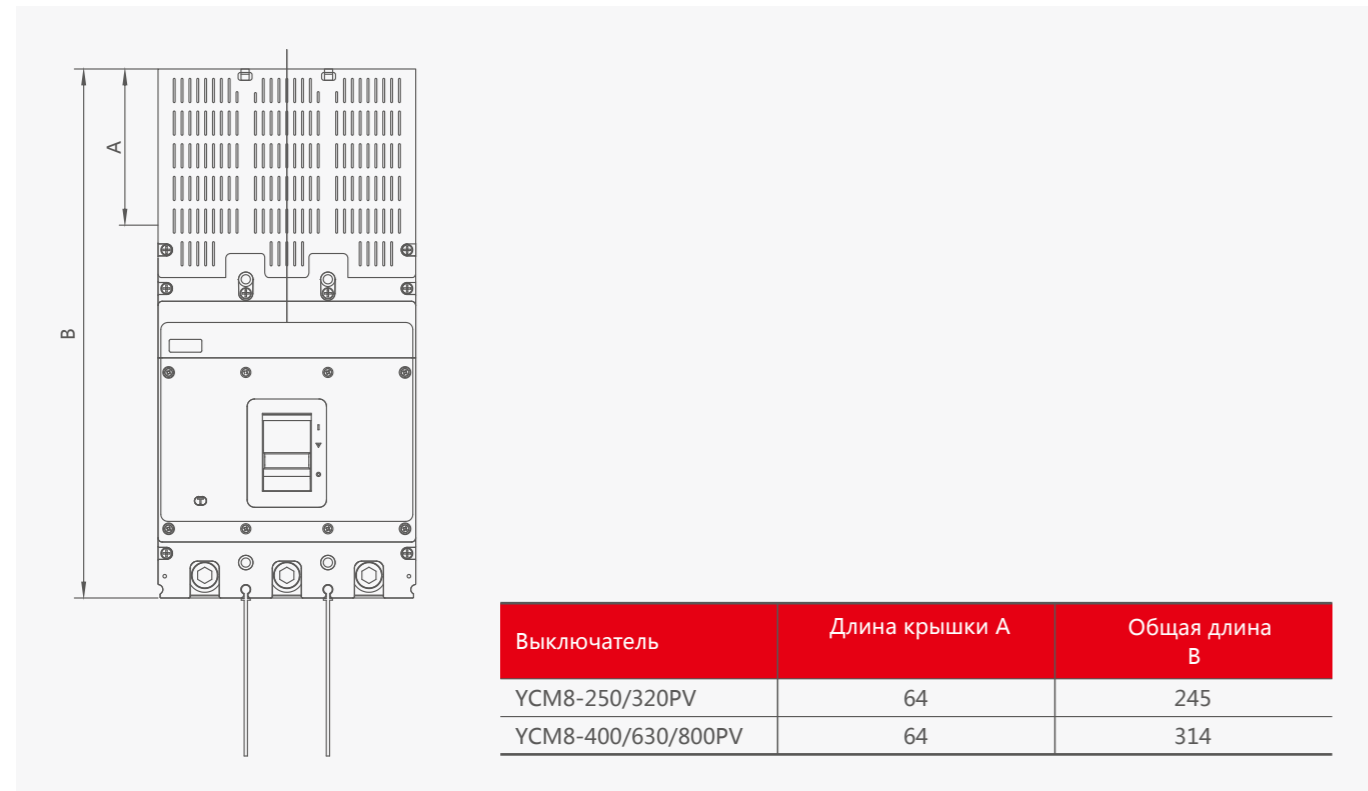 A
B
Выключатель Длина крышки A Общая длина
B
YCM8-250/320PV 64 245
YCM8-400/630/800PV 64 314